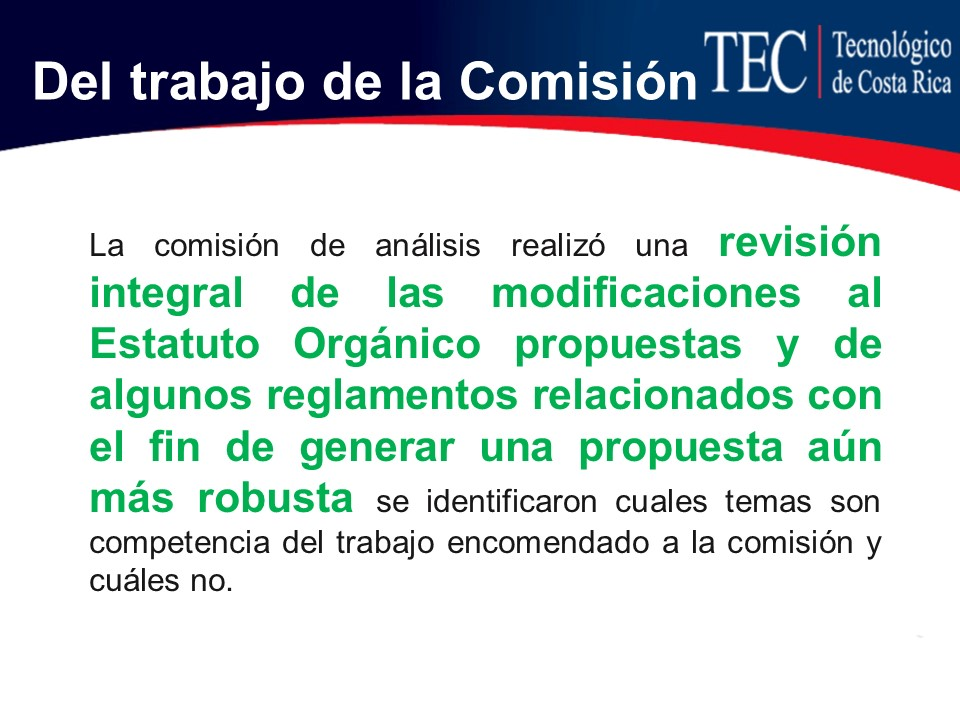 Del trabajo de la Comisión
TEC
Tecnológico
de Costa Rica
La comisión de análisis realizó una revisión
integral de las modificaciones al
Estatuto Orgánico propuestas y de
algunos reglamentos relacionados con
el fin de generar una propuesta aún
más robusta se identificaron cuales temas son
competencia del trabajo encomendado a la comisión y
cuáles no.